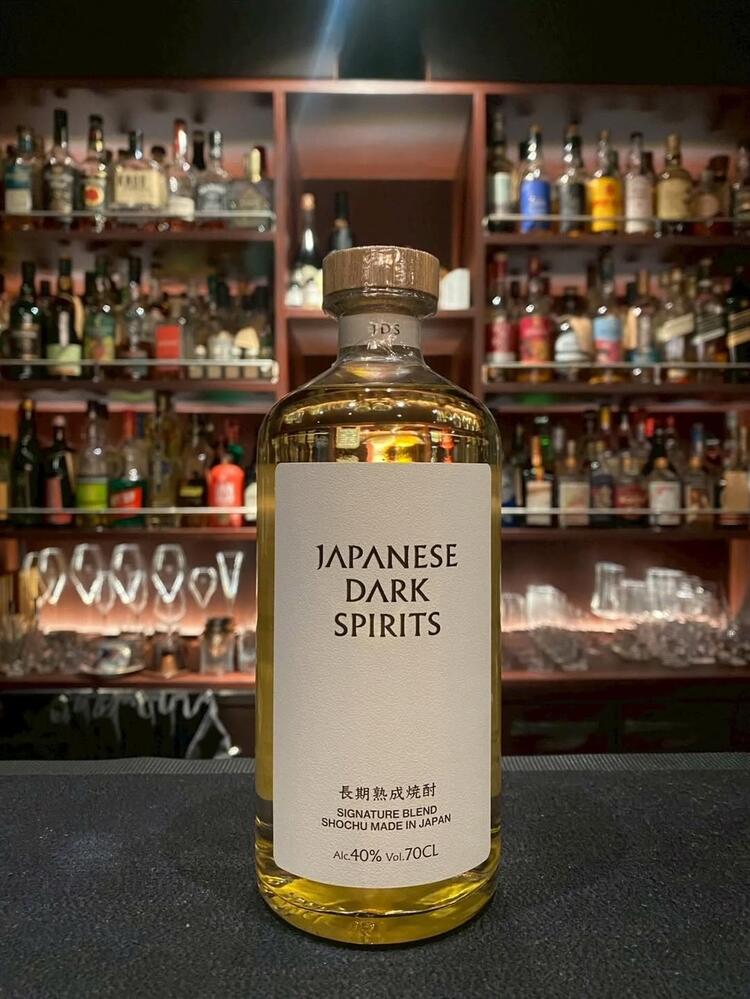 JDS
JAPANESE
DARK
SPIRITS
長期熟成焼酎
SIGNATURE BLEND
SHOCHU MADE IN JAPAN
Alc.40% Vol.70CL